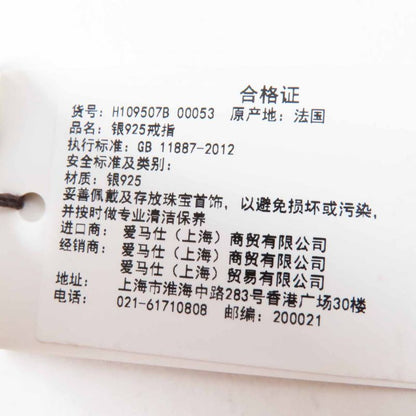 合格证
货号: H109507B 00053 原产地: 法国
品名: 银925戒指
执行标准: GB 11887-2012
安全标准及类别:
材质: 银925
妥善佩戴及存放珠宝首饰, 以避免损坏或污染,
并按时做专业清洁保养
进口商: 爱马仕 (上海) 商贸有限公司
经销商: 爱马仕 (上海) 商贸有限公司
爱马仕 (上海) 贸易有限公司
地址: 上海市淮海中路283号香港广场30楼
电话: 021-61710808 邮编: 200021